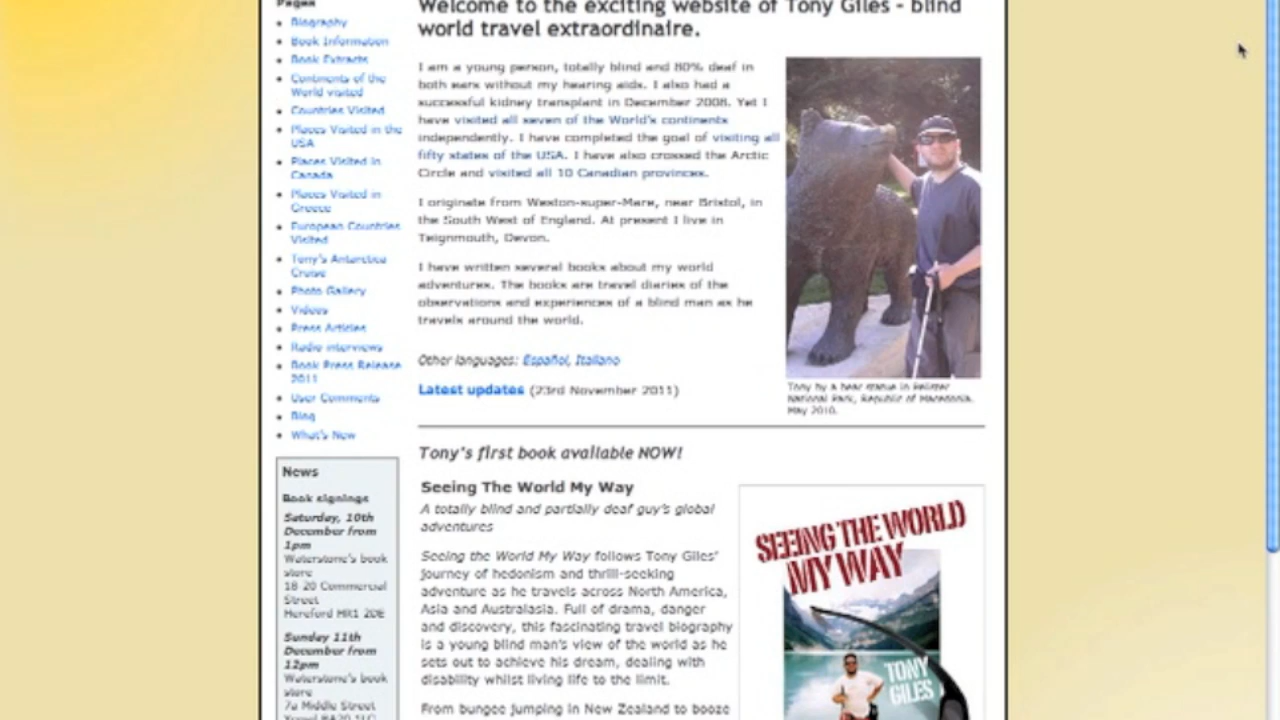 Pages
Biography
Book Information
Book Extracts
Continents of the
World visited
Countries Visited
Places Visited in the
USA
Places Visited in
Canada
Places Visited in
Greece
European Countries
Visited
Tony's Antarctica
Cruise
Photo Gallery
Videos
Press Articles
Radio interviews
Book Press Release
2011
User Comments
Blog
What's New
News
Book signings
Saturday, 10th
December from
1pm
Waterstone's book
store
18-20 Commercial
Street
Hereford HR1 2DE
Sunday 11th
December from
12pm
Waterstone's book
store
7a Middle Street
Welcome to the exciting website of Tony Giles - blind
world travel extraordinaire.
I am a young person, totally blind and 80% deaf in
both ears without my hearing aids. I also had a
successful kidney transplant in December 2008. Yet I
have visited all seven of the World's continents
independently. I have completed the goal of visiting all
fifty states of the USA. I have also crossed the Arctic
Circle and visited all 10 Canadian provinces.
I originate from Weston-super-Mare, near Bristol, in
the South West of England. At present I live in
Teignmouth, Devon.
I have written several books about my world
adventures. The books are travel diaries of the
observations and experiences of a blind man as he
travels around the world.
Other languages: Español, Italiano
Latest updates (23rd November 2011)
Tony by a bear statue in Pelister
National Park, Republic of Macedonia.
May 2010.
Tony's first book available NOW!
Seeing The World My Way
A totally blind and partially deaf guy's global
adventures
Seeing the World My Way follows Tony Giles'
journey of hedonism and thrill-seeking
adventure as he travels across North America,
Asia and Australasia. Full of drama, danger
and discovery, this fascinating travel biography
is a young blind man's view of the world as he
sets out to achieve his dream, dealing with
disability whilst living life to the limit.
From bungee jumping in New Zealand to booze
SEEING THE WORLD
MY WAY
TONY
GILES